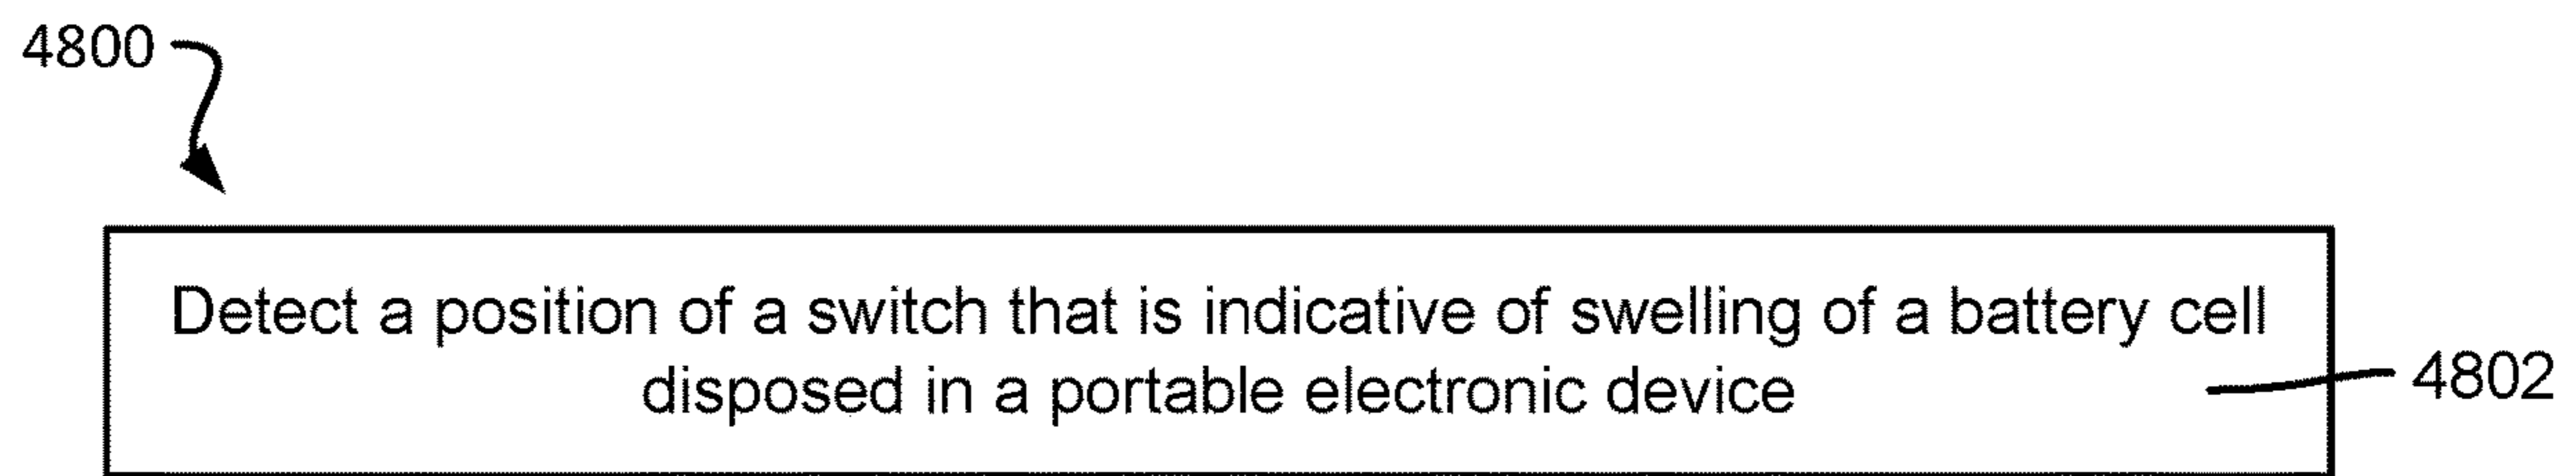 4800
Detect a position of a switch that is indicative of swelling of a battery cell
disposed in a portable electronic device
4802